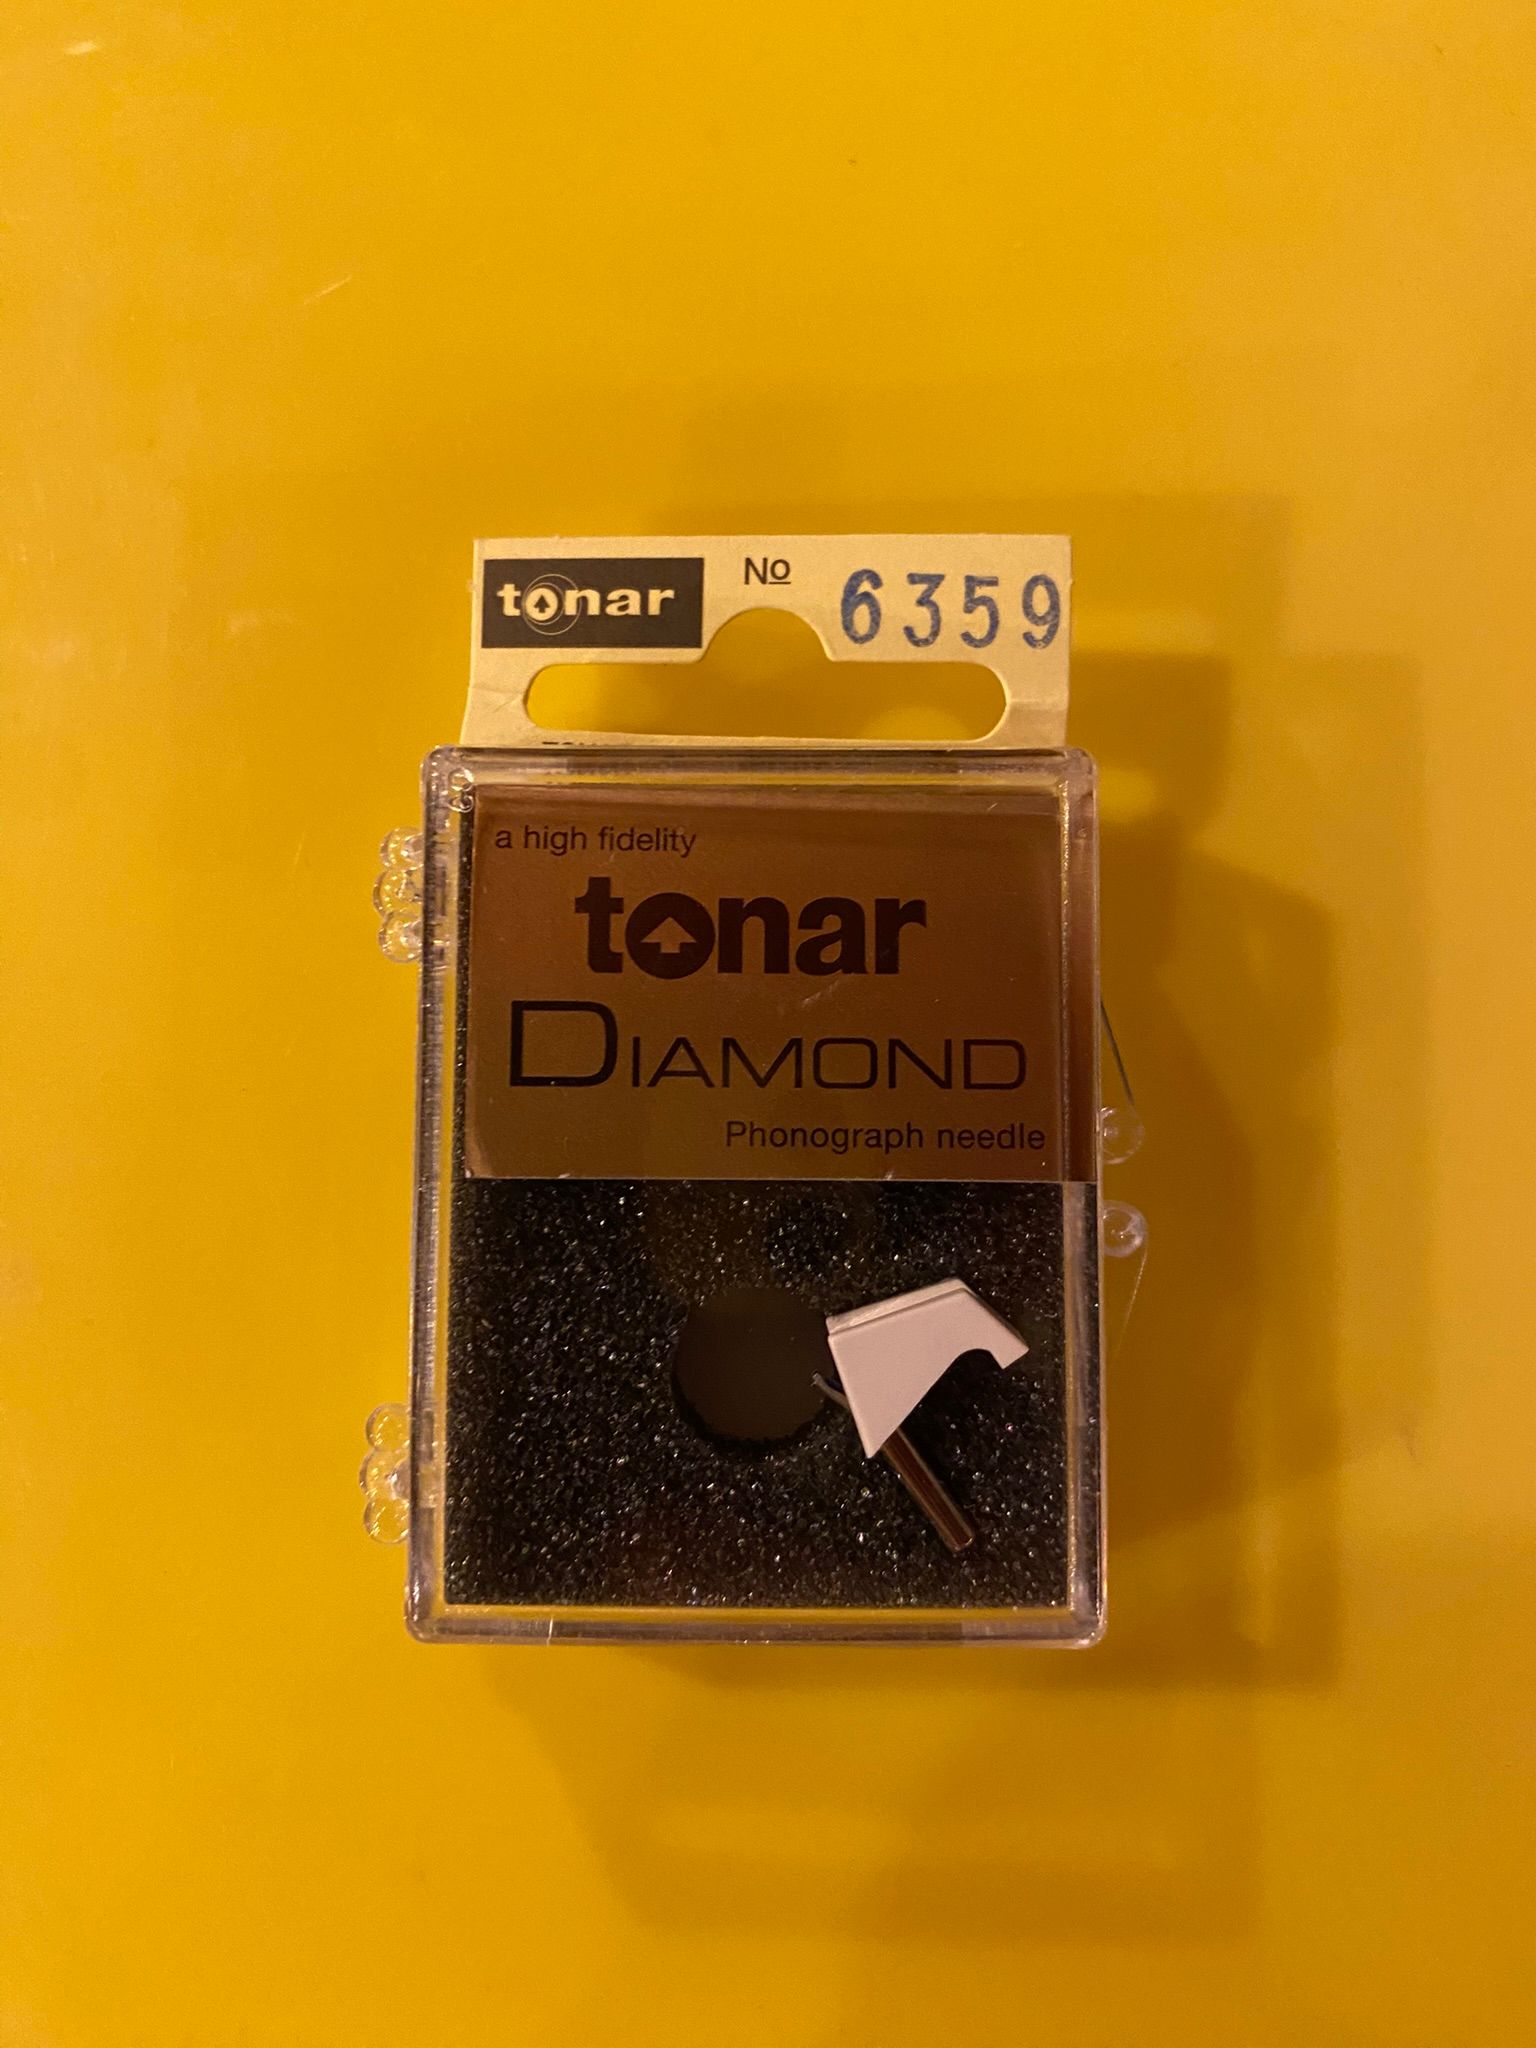 tonar No 6359
a high fidelity
tonar
DIAMOND
Phonograph needle